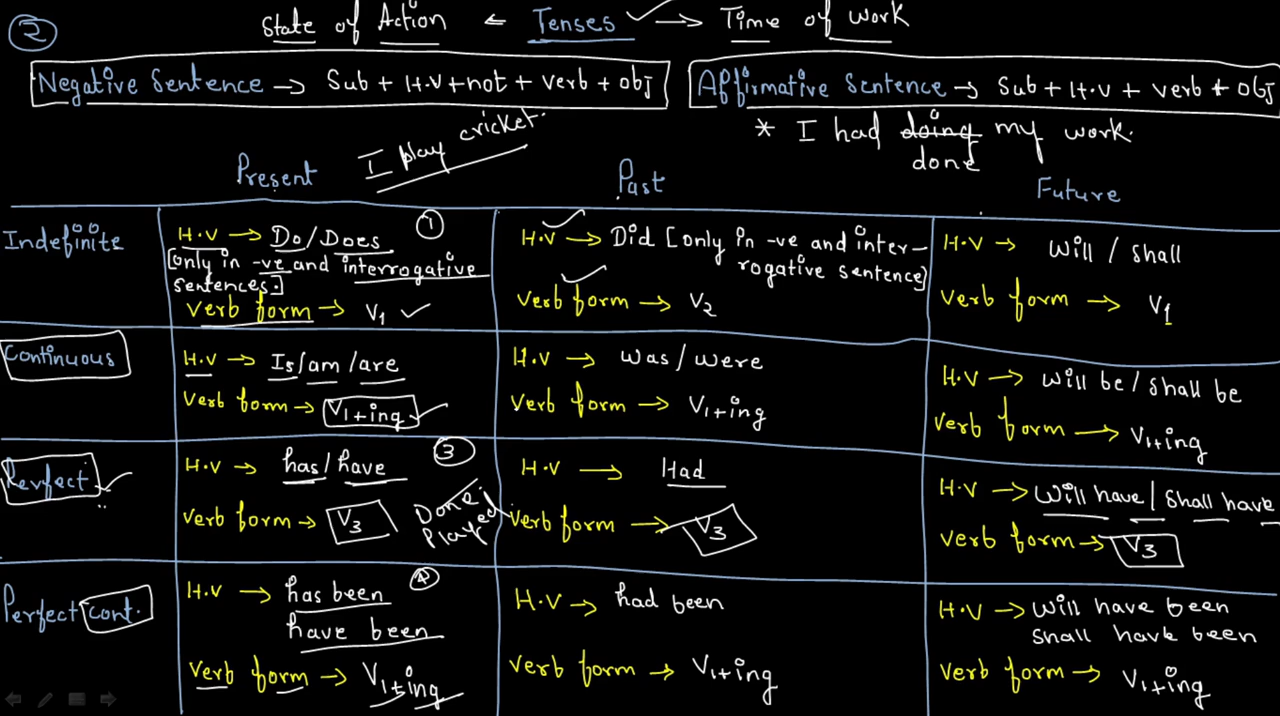 ②
State of Action ← Tenses ✓ → Time of work
Negative Sentence → Sub + H.V + not + verb + obj
Affirmative Sentence → Sub + H.V + verb + obj
* I had doing my work.
done
I play cricket.
Present Past Future
Indefinite
H.V → Do/Does ①
[only in -ve and interrogative
sentences.]
Verb form → V1 ✓
H.V → Did [only in -ve and inter-
rogative sentence]
Verb form → V2
H.V → will / shall
Verb form → V1
Continuous
H.V → Is/am/are
Verb form → V1+ing
H.V → was/were
Verb form → V1+ing
H.V → will be/shall be
Verb form → V1+ing
Perfect
H.V → has/have ③
Verb form → V3
Done.
Played
H.V → Had
Verb form → V3
H.V → will have/shall have
Verb form → V3
Perfect cont.
H.V → has been ④
have been
Verb form → V1+ing
H.V → had been
Verb form → V1+ing
H.V → will have been
shall have been
Verb form → V1+ing